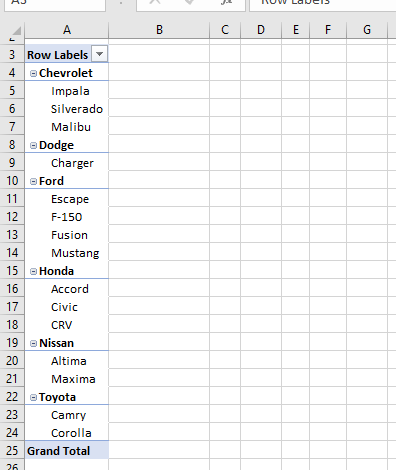 A3 fx Row Labels
A B C D E F G
3 Row Labels
4 Chevrolet
5 Impala
6 Silverado
7 Malibu
8 Dodge
9 Charger
10 Ford
11 Escape
12 F-150
13 Fusion
14 Mustang
15 Honda
16 Accord
17 Civic
18 CRV
19 Nissan
20 Altima
21 Maxima
22 Toyota
23 Camry
24 Corolla
25 Grand Total